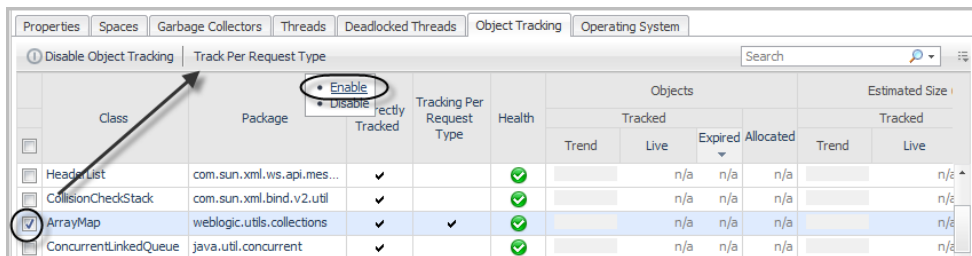 Properties Spaces Garbage Collectors Threads Deadlocked Threads Object Tracking Operating System
Disable Object Tracking Track Per Request Type Search
Enable
Disable
Class Package Directly Tracked Tracking Per Request Type Health Objects Estimated Size
Tracked Tracked
Trend Live Expired Allocated Trend Live
HeaderList com.sun.xml.ws.api.mes... n/a n/a n/a n/a
CollisionCheckStack com.sun.xml.bind.v2.util n/a n/a n/a n/a
ArrayMap weblogic.utils.collections n/a n/a n/a n/a
ConcurrentLinkedQueue java.util.concurrent n/a n/a n/a n/a